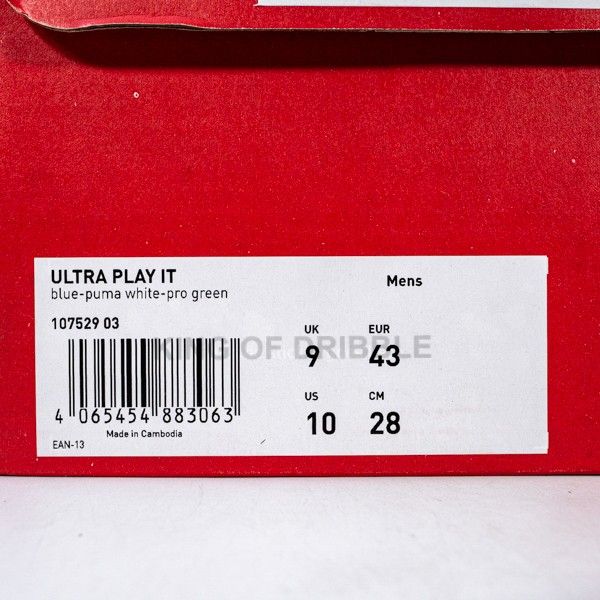 ULTRA PLAY IT
blue-puma white-pro green
Mens
107529 03
KING OF DRIBBLE
UK
9
EUR
43
US
10
CM
28
4 065454 883063
Made in Cambodia
EAN-13